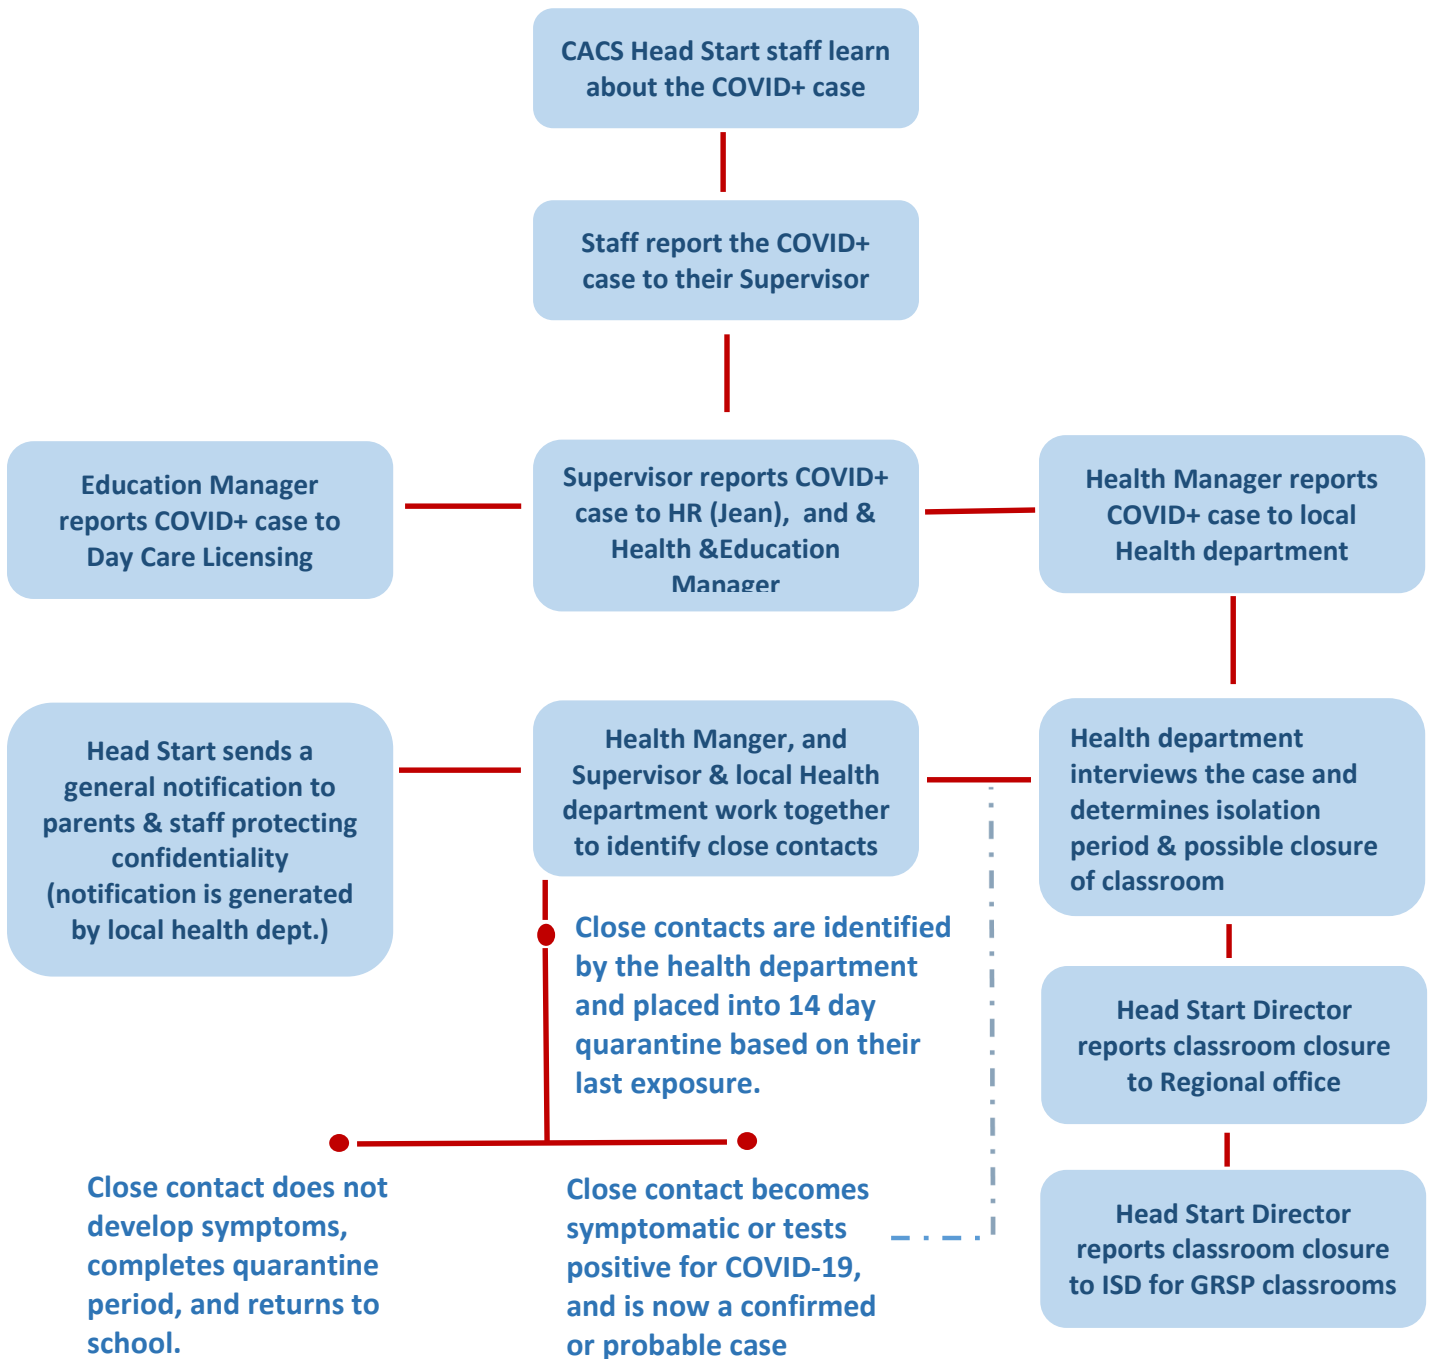 CACS Head Start staff learn
about the COVID+ case
Staff report the COVID+
case to their Supervisor
Education Manager
reports COVID+ case to
Day Care Licensing
Supervisor reports COVID+
case to HR (Jean),  and &
Health &Education
Manager
Health Manager reports
COVID+ case to local
Health department
Head Start sends a
general notification to
parents & staff protecting
confidentiality
(notification is generated
by local health dept.)
Health Manger, and
Supervisor & local Health
department work together
to identify close contacts
Health department
interviews the case and
determines isolation
period & possible closure
of classroom
Close contacts are identified
by the health department
and placed into 14 day
quarantine based on their
last exposure.
Head Start Director
reports classroom closure
to Regional office
Close contact does not
develop symptoms,
completes quarantine
period, and returns to
school.
Close contact becomes
symptomatic or tests
positive for COVID-19,
and is now a confirmed
or probable case
Head Start Director
reports classroom closure
to ISD for GRSP classrooms